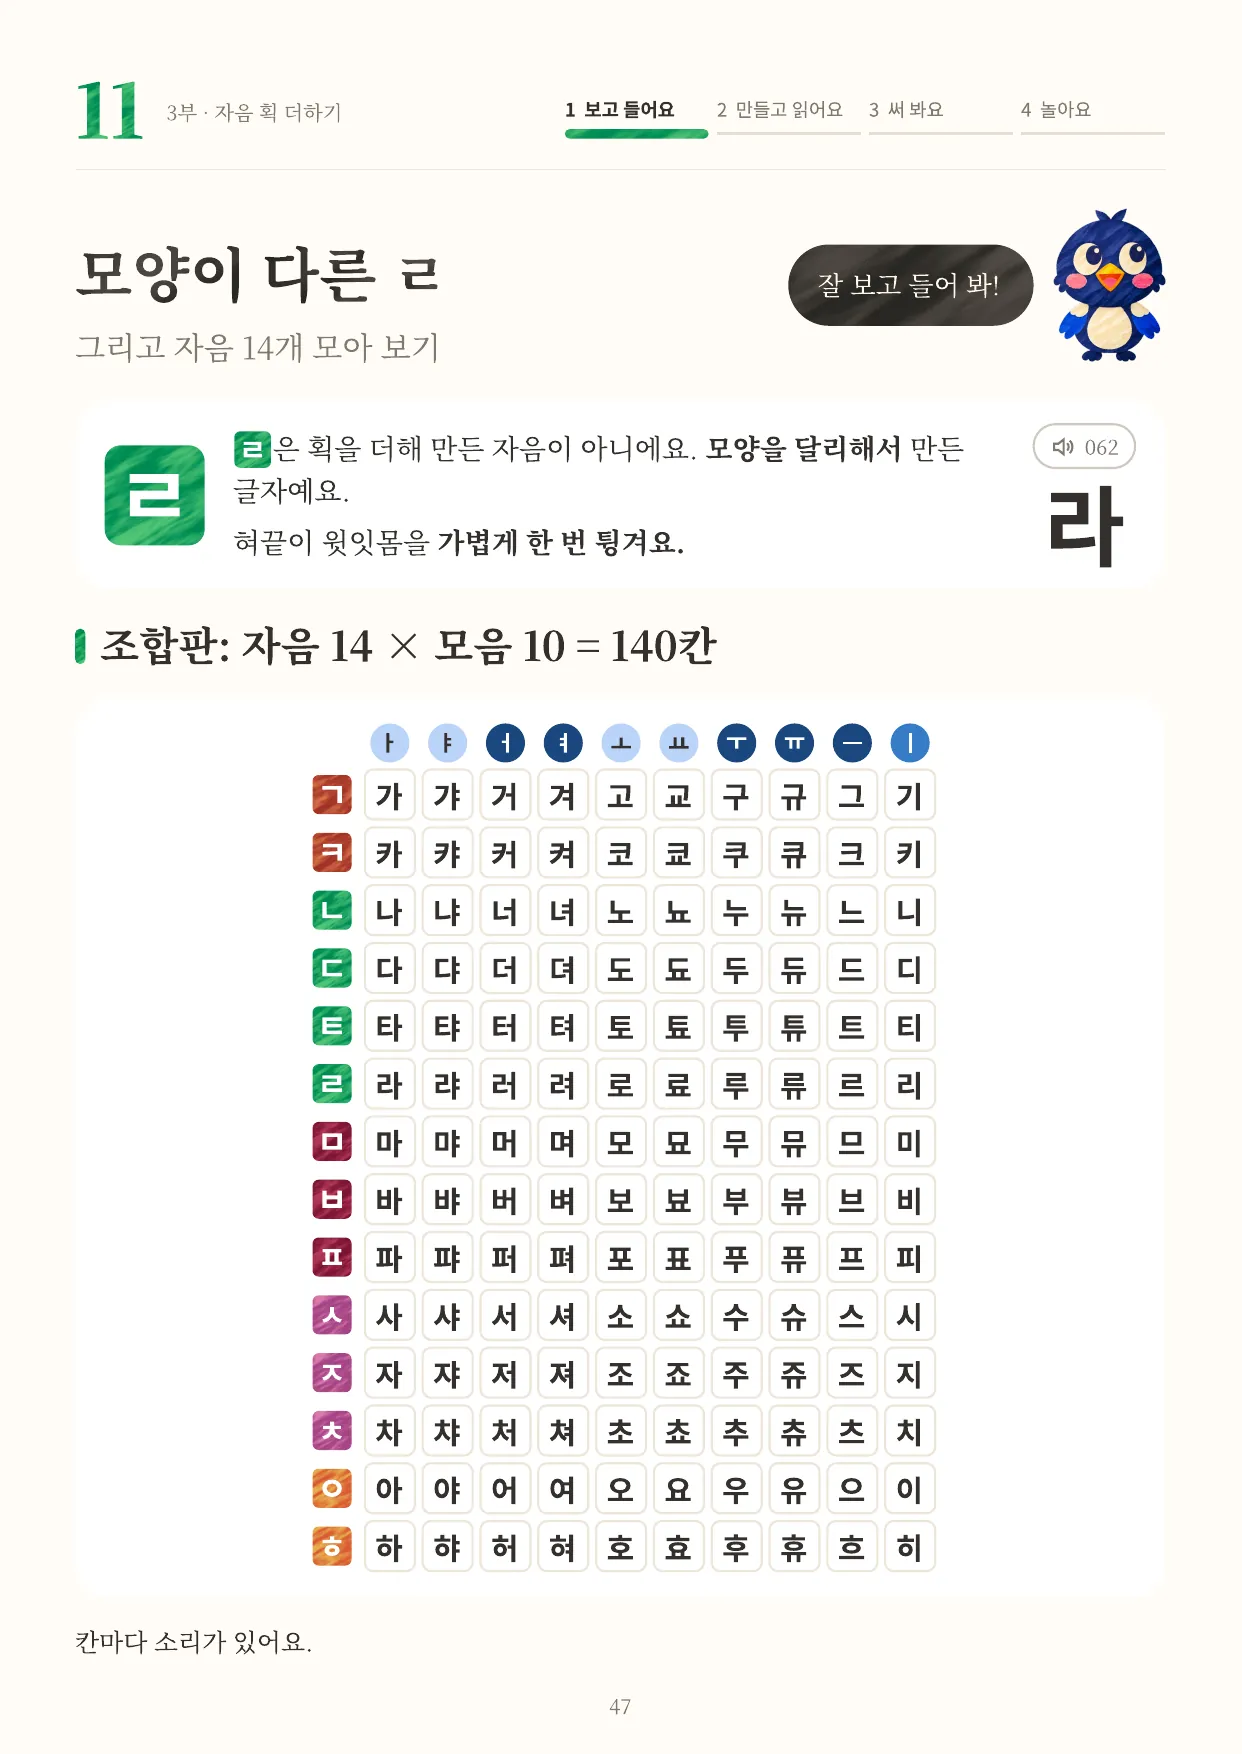 11 3부 · 자음 획 더하기
1 보고 들어요 2 만들고 읽어요 3 써 봐요 4 놀아요
모양이 다른 ㄹ
그리고 자음 14개 모아 보기
잘 보고 들어 봐!
ㄹ
ㄹ은 획을 더해 만든 자음이 아니에요. 모양을 달리해서 만든
글자예요.
혀끝이 윗잇몸을 가볍게 한 번 튕겨요.
062
라
조합판: 자음 14 × 모음 10 = 140칸
ㅏ ㅑ ㅓ ㅕ ㅗ ㅛ ㅜ ㅠ ㅡ ㅣ
ㄱ 가 갸 거 겨 고 교 구 규 그 기
ㅋ 카 캬 커 켜 코 쿄 쿠 큐 크 키
ㄴ 나 냐 너 녀 노 뇨 누 뉴 느 니
ㄷ 다 댜 더 뎌 도 됴 두 듀 드 디
ㅌ 타 탸 터 텨 토 툐 투 튜 트 티
ㄹ 라 랴 러 려 로 료 루 류 르 리
ㅁ 마 먀 머 며 모 묘 무 뮤 므 미
ㅂ 바 뱌 버 벼 보 뵤 부 뷰 브 비
ㅍ 파 퍄 퍼 펴 포 표 푸 퓨 프 피
ㅅ 사 샤 서 셔 소 쇼 수 슈 스 시
ㅈ 자 쟈 저 져 조 죠 주 쥬 즈 지
ㅊ 차 챠 처 쳐 초 쵸 추 츄 츠 치
ㅇ 아 야 어 여 오 요 우 유 으 이
ㅎ 하 햐 허 혀 호 효 후 휴 흐 히
칸마다 소리가 있어요.
47